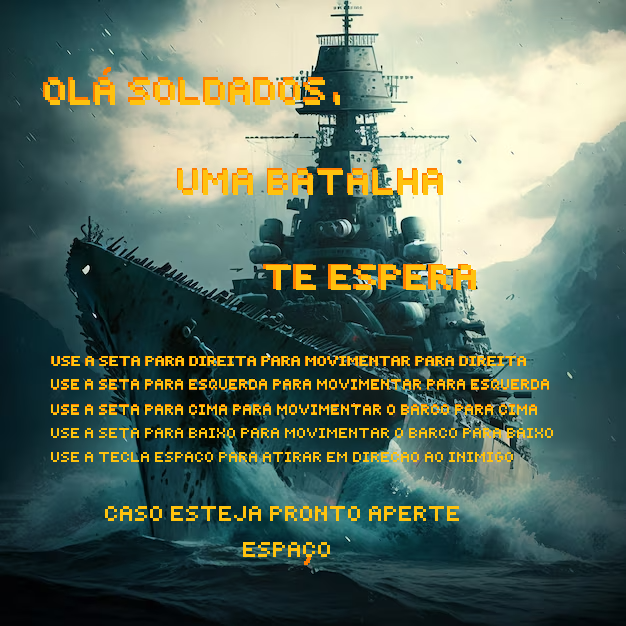 OLÁ SOLDADOS,
UMA BATALHA
TE ESPERA
USE A SETA PARA DIREITA PARA MOVIMENTAR PARA DIREITA
USE A SETA PARA ESQUERDA PARA MOVIMENTAR PARA ESQUERDA
USE A SETA PARA CIMA PARA MOVIMENTAR O BARCO PARA CIMA
USE A SETA PARA BAIXO PARA MOVIMENTAR O BARCO PARA BAIXO
USE A TECLA ESPACO PARA ATIRAR EM DIRECAO AO INIMIGO
CASO ESTEJA PRONTO APERTE
ESPAÇO